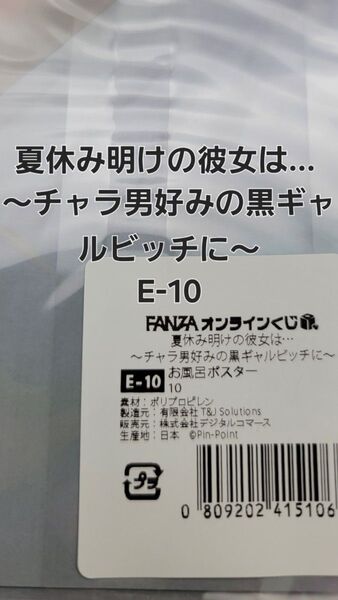 夏休み明けの彼女は…
～チャラ男好みの黒ギャ
ルビッチに～
E-10
FANZA オンラインくじ
夏休み明けの彼女は…
～チャラ男好みの黒ギャルビッチに～
E-10 お風呂ポスター
10
素材：ポリプロピレン
製造元：有限会社 T&J Solutions
販売元：株式会社デジタルコマース
生産地：日本 ©Pin-Point
プラ
0 809202 415106